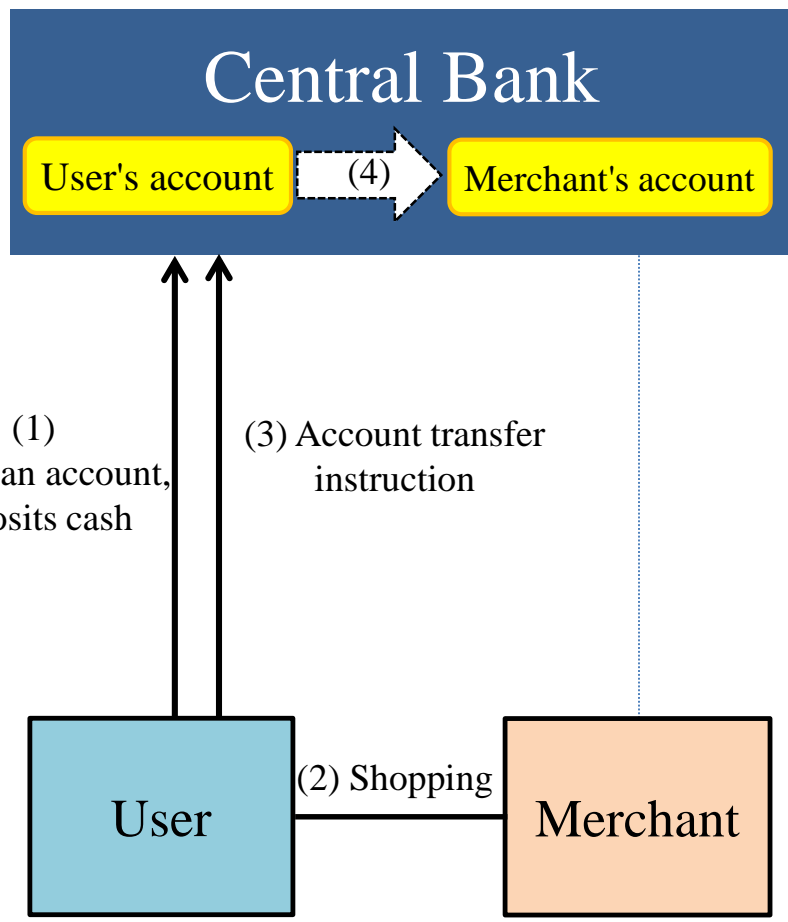 Central Bank
User's account
(4)
Merchant's account
(1)
an account,
osits cash
(3) Account transfer
instruction
(2) Shopping
User
Merchant